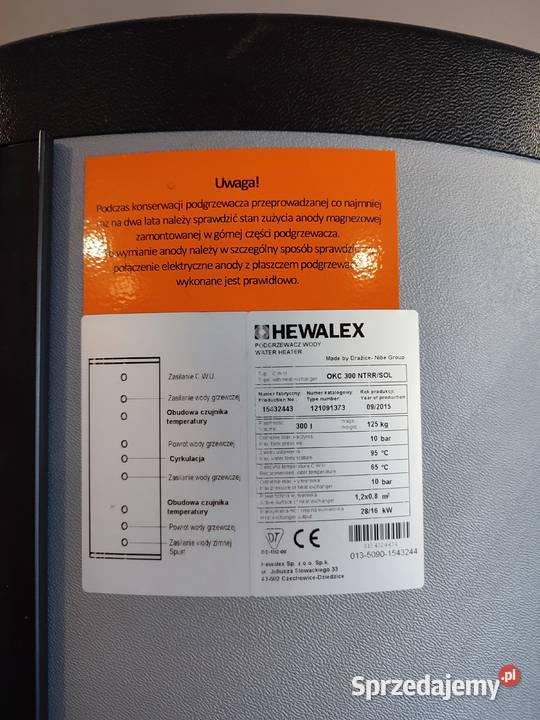 Uwaga!
Podczas konserwacji podgrzewacza przeprowadzanej co najmniej
raz na dwa lata należy sprawdzić stan zużycia anody magnezowej
zamontowanej w górnej części podgrzewacza.
wymianie anody należy w szczególny sposób sprawdzić
połączenie elektryczne anody z płaszczem
wykonane jest prawidłowo.
Zasilanie C.W.U.
Zasilanie wody grzewczej
Obudowa czujnika
temperatury
Powrót wody grzewczej
Cyrkulacja
Zasilanie wody grzewczej
Obudowa czujnika
temperatury
Powrót wody grzewczej
Zasilanie wody zimnej
Spust
HEWALEX
PODGRZEWACZ WODY
WATER HEATER
Made by Dražice- Nibe Group
OKC 300 NTRR/SOL
Numer fabryczny: Numer katalogowy: Rok produkcji:
Production No.: Type number: Year of production
15432443 121091373 09/2015
300 l 125 kg
10 bar
95 °C
65 °C
10 bar
1,2x0,8 m²
28/16 kW
CE
013-5090-1543244
Hewalex Sp. z o.o. Sp.k.
ul. Juliusza Słowackiego 33
43-502 Czechowice-Dziedzice
Sprzedajemy.pl